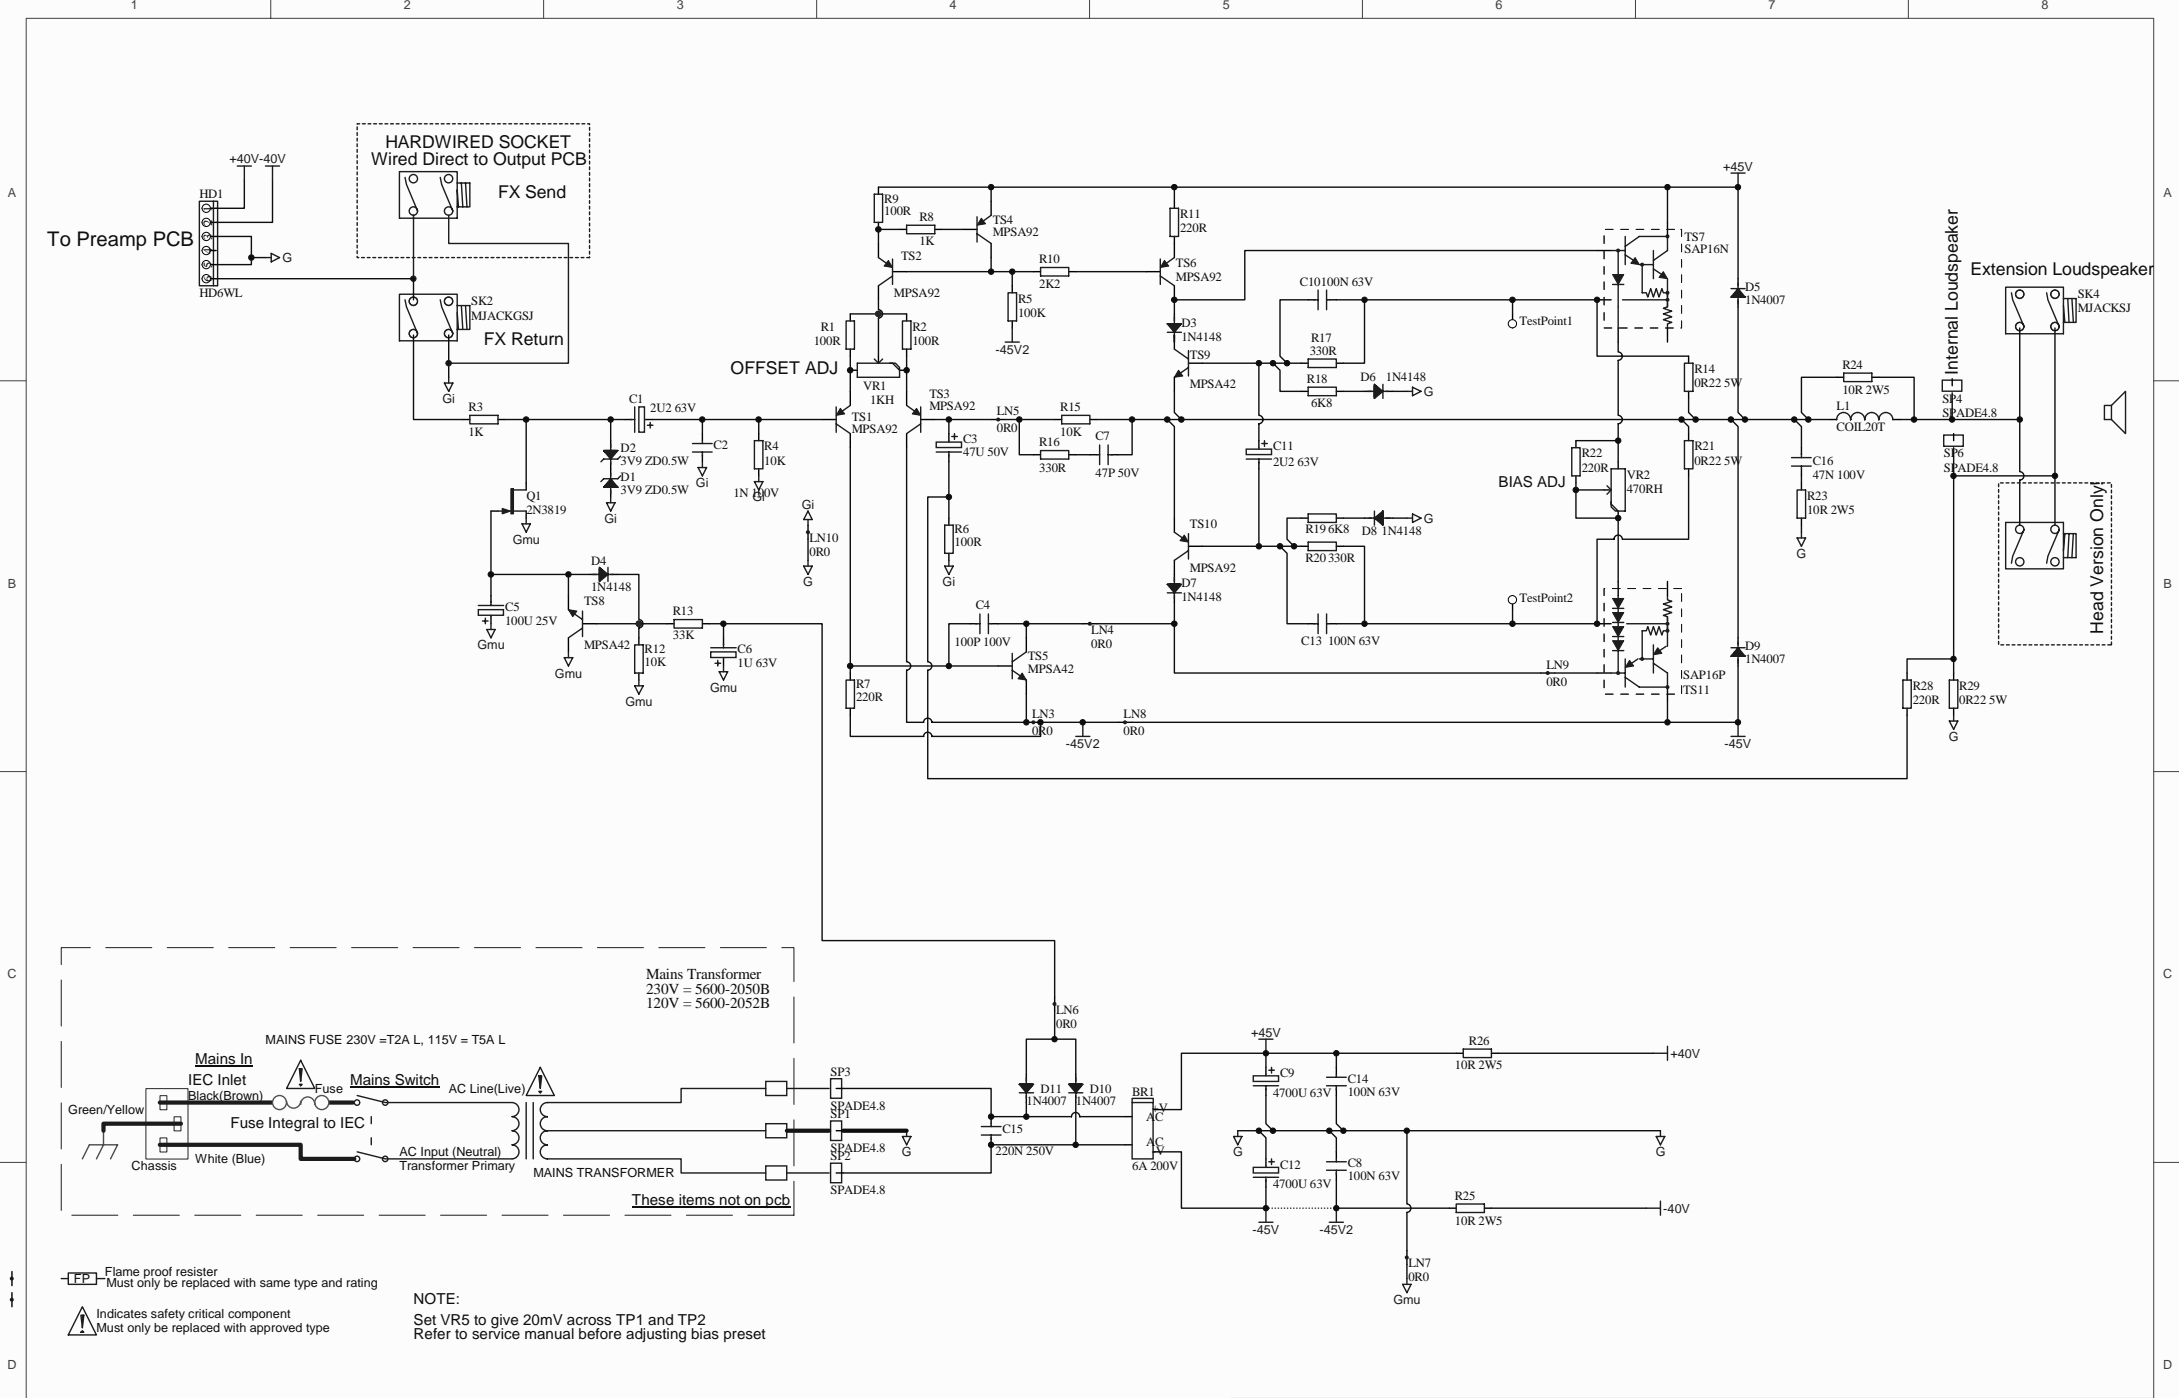 1 2 3 4 5 6 7 8
A
A
B
B
C
C
D
D
HARDWIRED SOCKET
Wired Direct to Output PCB
FX Send
+40V-40V
HD1
To Preamp PCB
G
HD6WL
SK2
MJACKGSJ
FX Return
Gi
R3
1K
Q1
2N3819
Gmu
C1
2U2 63V
D2
3V9 ZD0.5W
D1
3V9 ZD0.5W
Gi
C2
Gi
1N 100V
R4
10K
Gi
D4
1N4148
TS8
MPSA42
Gmu
C5
100U 25V
Gmu
R13
33K
R12
10K
Gmu
C6
1U 63V
Gmu
Gi
LN10
0R0
G
R9
100R
R8
1K
TS4
MPSA92
TS2
MPSA92
R10
2K2
R5
100K
-45V2
R1
100R
R2
100R
OFFSET ADJ
VR1
1KH
TS1
MPSA92
TS3
MPSA92
C3
47U 50V
R6
100R
Gi
LN5
0R0
R15
10K
R16
330R
C7
47P 50V
C4
100P 100V
TS5
MPSA42
R7
220R
LN4
0R0
LN3
0R0
-45V2
LN8
0R0
R11
220R
TS6
MPSA92
D3
1N4148
TS9
MPSA42
C10100N 63V
R17
330R
R18
6K8
D6 1N4148
G
C11
2U2 63V
TS10
MPSA92
D7
1N4148
R19 6K8
D8 1N4148
G
R20 330R
C13 100N 63V
TestPoint1
TestPoint2
TS7
SAP16N
+45V
D5
1N4007
R14
0R22 5W
R21
0R22 5W
R22
220R
VR2
470RH
BIAS ADJ
LN9
0R0
SAP16P
TS11
D9
1N4007
-45V
R24
10R 2W5
L1
COIL20T
C16
47N 100V
R23
10R 2W5
G
Internal Loudspeaker
SP4
SPADE4.8
SP6
SPADE4.8
Extension Loudspeaker
SK4
MJACKSJ
Head Version Only
R28
220R
R29
0R22 5W
G
Mains Transformer
230V = 5600-2050B
120V = 5600-2052B
MAINS FUSE 230V =T2A L, 115V = T5A L
Mains In
IEC Inlet
Black(Brown)
Fuse
Mains Switch
AC Line(Live)
Green/Yellow
Fuse Integral to IEC
Chassis
White (Blue)
AC Input (Neutral)
Transformer Primary
MAINS TRANSFORMER
These items not on pcb
SP3
SPADE4.8
SP1
SPADE4.8
SP2
SPADE4.8
G
C15
220N 250V
LN6
0R0
D11
1N4007
D10
1N4007
BR1
+V
AC
AC
V
6A 200V
+45V
C9
4700U 63V
C14
100N 63V
R26
10R 2W5
+40V
G
G
C12
4700U 63V
C8
100N 63V
R25
10R 2W5
-40V
-45V
-45V2
LN7
0R0
Gmu
FP
Flame proof resister
Must only be replaced with same type and rating
Indicates safety critical component
Must only be replaced with approved type
NOTE:
Set VR5 to give 20mV across TP1 and TP2
Refer to service manual before adjusting bias preset